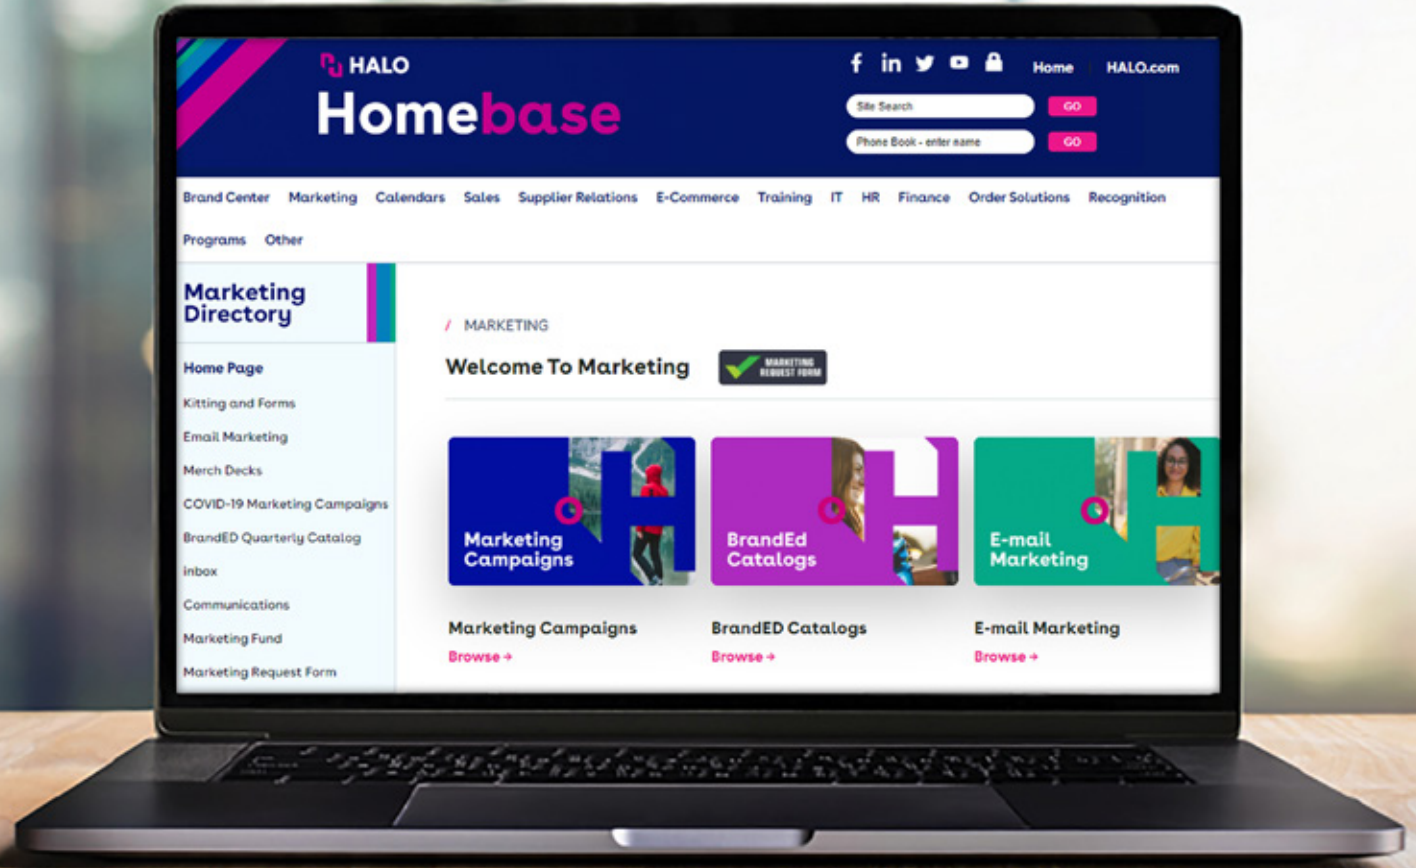 HALO
Homebase
Home
HALO.com
Site Search
GO
Phone Book - enter name
GO
Brand Center Marketing Calendars Sales Supplier Relations E-Commerce Training IT HR Finance Order Solutions Recognition
Programs Other
Marketing
Directory
Home Page
Kitting and Forms
Email Marketing
Merch Decks
COVID-19 Marketing Campaigns
BrandED Quarterly Catalog
inbox
Communications
Marketing Fund
Marketing Request Form
/ MARKETING
Welcome To Marketing
MARKETING
REQUEST FORM
Marketing
Campaigns
BrandEd
Catalogs
E-mail
Marketing
Marketing Campaigns
Browse →
BrandED Catalogs
Browse →
E-mail Marketing
Browse →